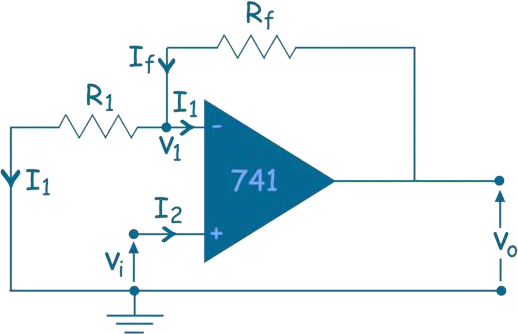 Rf
If
R1
I1
V1
-
I1
741
I2
+
Vi
Vo